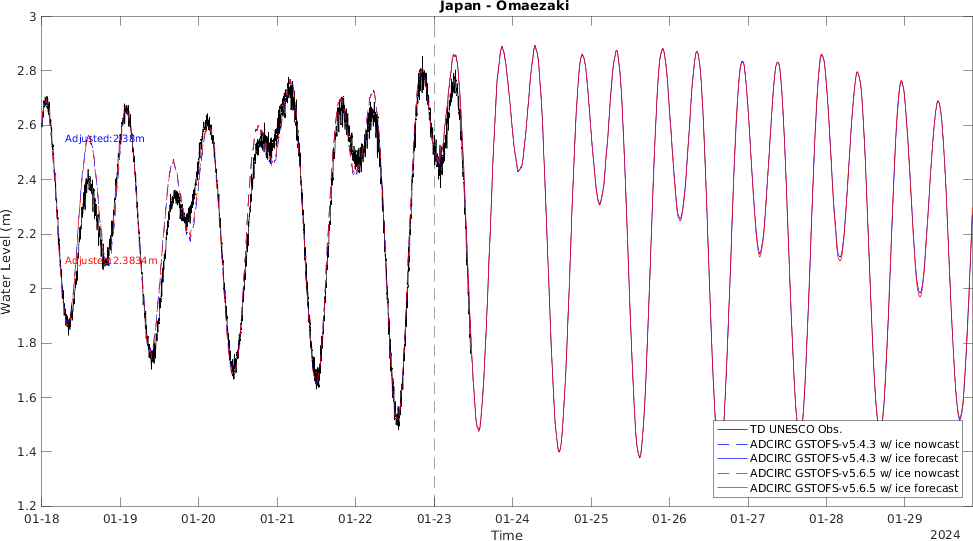 Japan - Omaezaki
3
2.8
2.6
2.4
2.2
2
1.8
1.6
1.4
1.2
Water Level (m)
Adjusted:2.38m
Adjusted:2.3834m
TD UNESCO Obs.
ADCIRC GSTOFS-v5.4.3 w/ ice nowcast
ADCIRC GSTOFS-v5.4.3 w/ ice forecast
ADCIRC GSTOFS-v5.6.5 w/ ice nowcast
ADCIRC GSTOFS-v5.6.5 w/ ice forecast
01-18 01-19 01-20 01-21 01-22 01-23 01-24 01-25 01-26 01-27 01-28 01-29
Time
2024